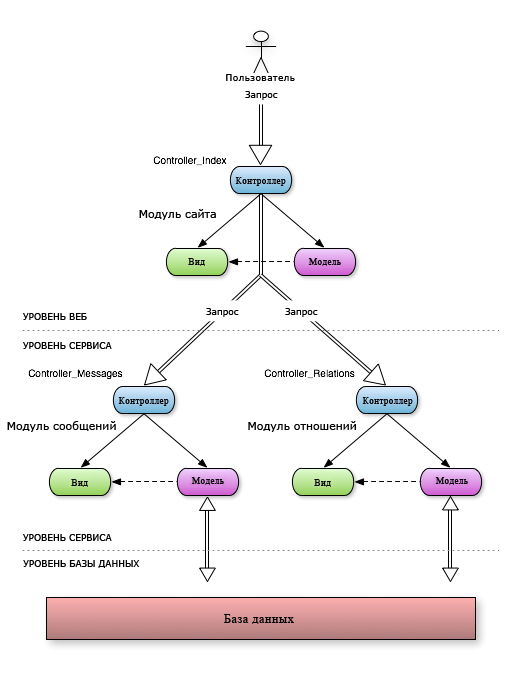 Пользователь
Запрос
Controller_Index
Контроллер
Модуль сайта
Вид
Модель
Запрос
Запрос
УРОВЕНЬ ВЕБ
УРОВЕНЬ СЕРВИСА
Controller_Messages
Controller_Relations
Контроллер
Контроллер
Модуль сообщений
Модуль отношений
Вид
Модель
Вид
Модель
УРОВЕНЬ СЕРВИСА
УРОВЕНЬ БАЗЫ ДАННЫХ
База данных